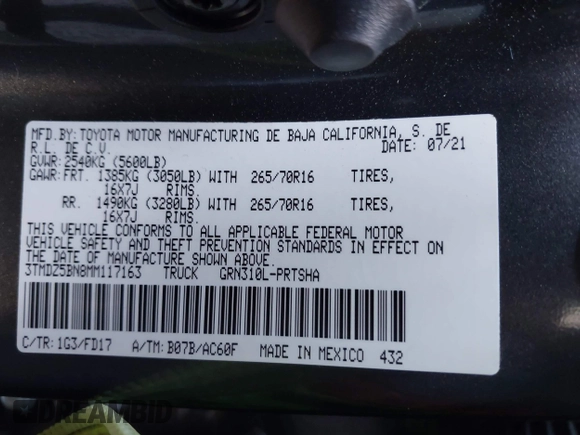 MFD.BY:TOYOTA MOTOR MANUFACTURING DE BAJA CALIFORNIA, S. DE
R.L. DE C.V. DATE: 07/21
GVWR:2540KG (5600LB)
GAWR:FRT. 1385KG (3050LB) WITH 265/70R16 TIRES,
16X7J RIMS.
RR. 1490KG (3280LB) WITH 265/70R16 TIRES,
16X7J RIMS.
THIS VEHICLE CONFORMS TO ALL APPLICABLE FEDERAL MOTOR
VEHICLE SAFETY AND THEFT PREVENTION STANDARDS IN EFFECT ON
THE DATE OF MANUFACTURE SHOWN ABOVE.
3TMDZ5BN8MM117163 TRUCK GRN310L-PRTSHA
C/TR:1G3/FD17 A/TM:B07B/AC60F MADE IN MEXICO 432
DREAMBID